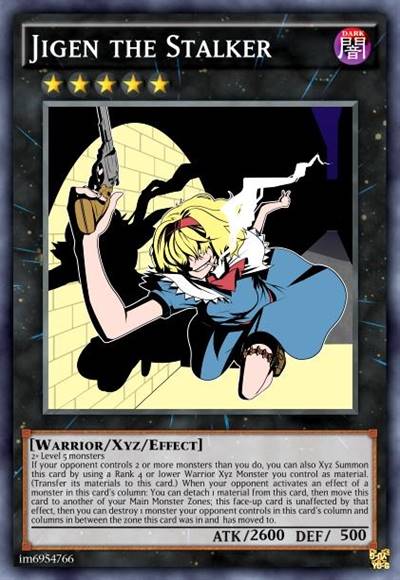 JIGEN THE STALKER
DARK
闇
[WARRIOR/XYZ/EFFECT]
2+ Level 5 monsters
If your opponent controls 2 or more monsters than you do, you can also Xyz Summon
this card by using a Rank 4 or lower Warrior Xyz Monster you control as material.
(Transfer its materials to this card.) When your opponent activates an effect of a
monster in this card's column: You can detach 1 material from this card, then move this
card to another of your Main Monster Zones; this face-up card is unaffected by that
effect, then you can destroy 1 monster your opponent controls in this card's column and
columns in between the zone this card was in and has moved to.
ATK/2600 DEF/ 500
im6954766